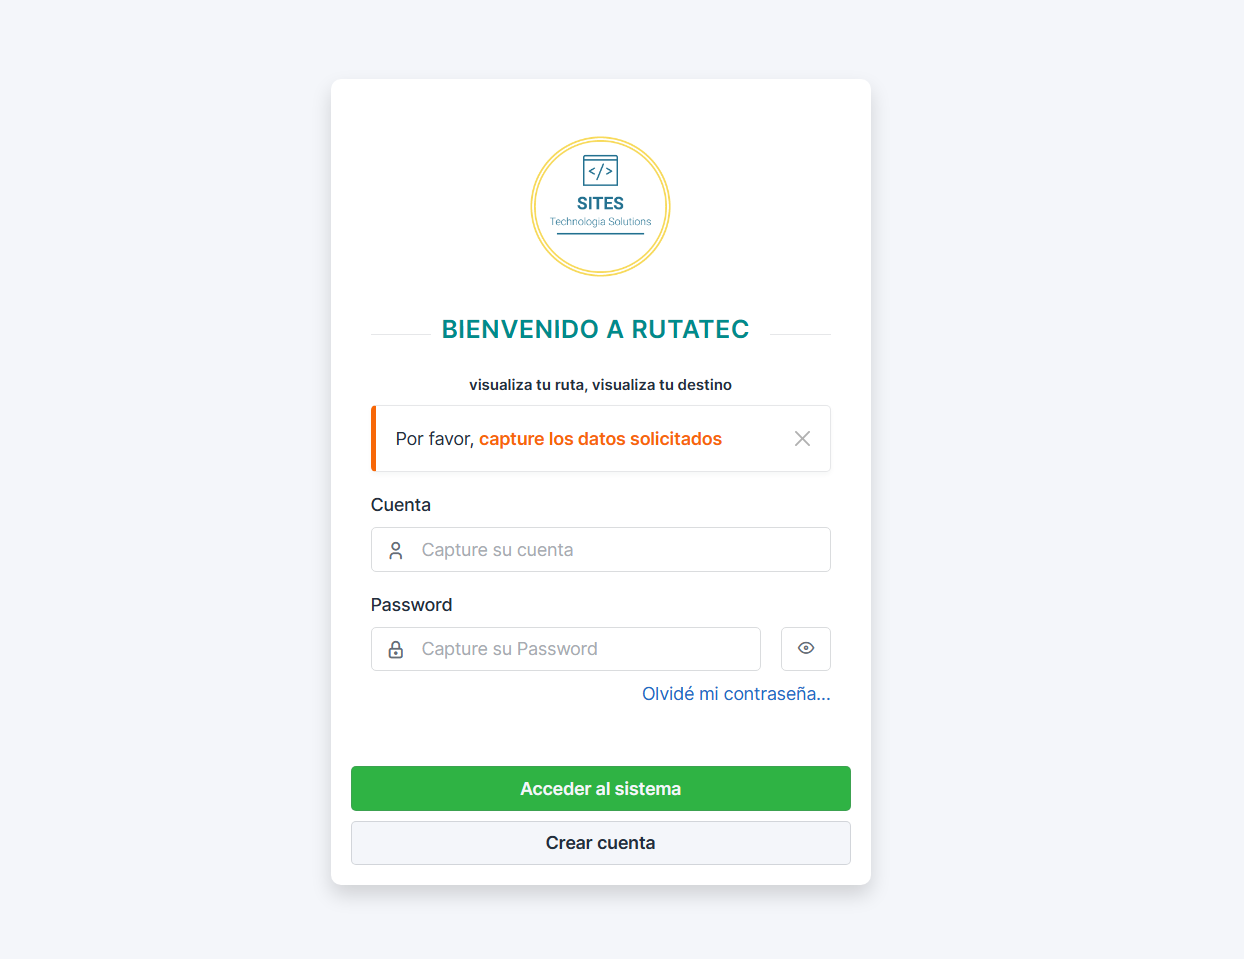 </>
SITES
Technologia Solutions
BIENVENIDO A RUTATEC
visualiza tu ruta, visualiza tu destino
Por favor, capture los datos solicitados
Cuenta
Capture su cuenta
Password
Capture su Password
Olvidé mi contraseña...
Acceder al sistema
Crear cuenta